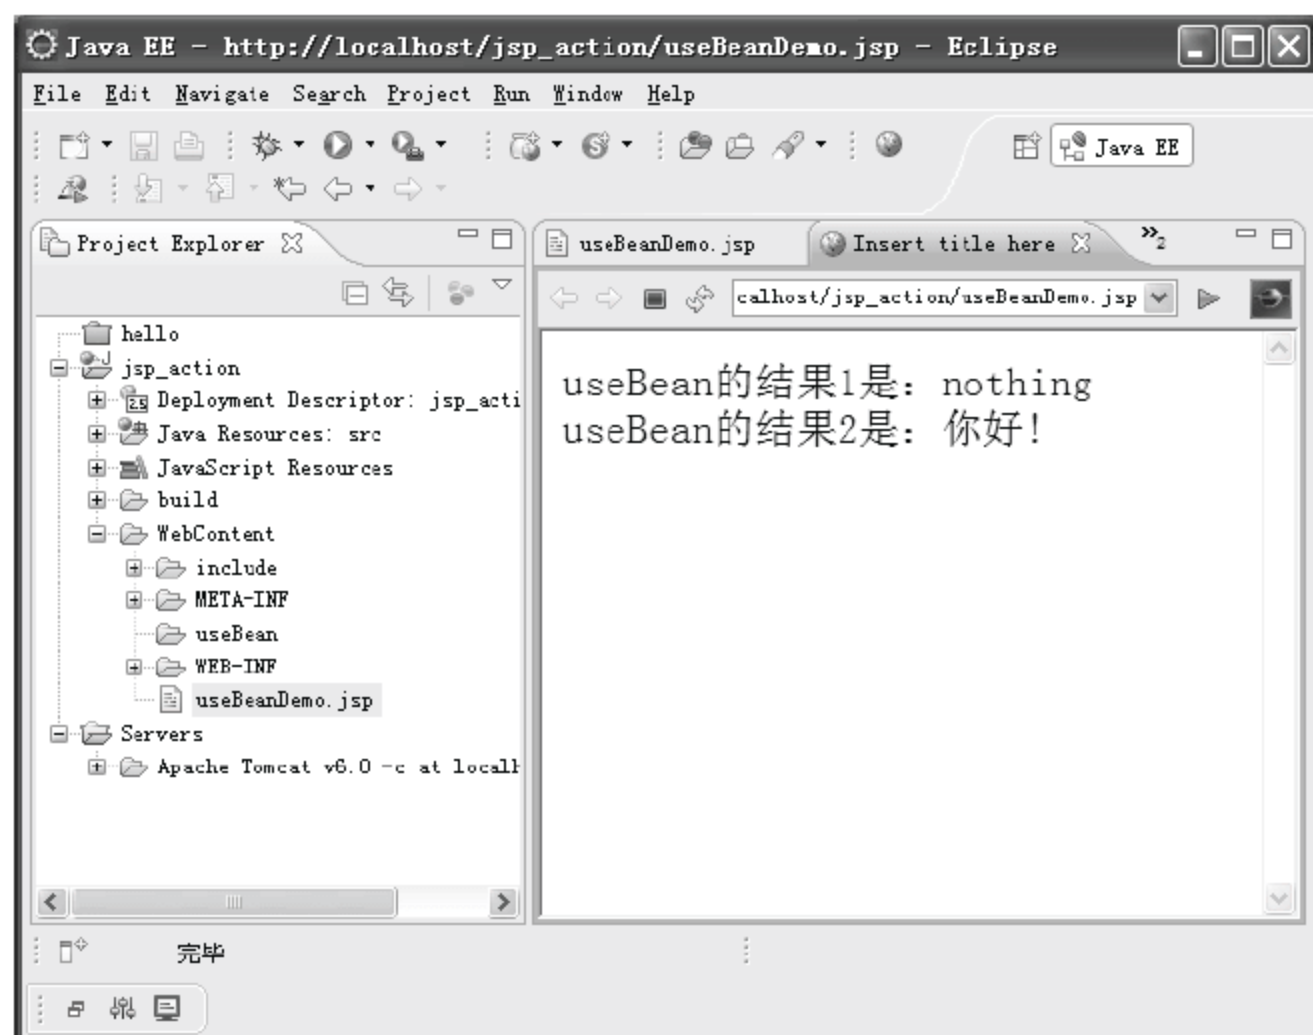 Java EE - http://localhost/jsp_action/useBeanDemo.jsp - Eclipse
File Edit Navigate Search Project Run Window Help
Java EE
Project Explorer
useBeanDemo.jsp
Insert title here
»2
calhost/jsp_action/useBeanDemo.jsp
hello
jsp_action
2.5 Deployment Descriptor: jsp_acti
Java Resources: src
JavaScript Resources
build
WebContent
include
META-INF
useBean
WEB-INF
useBeanDemo.jsp
Servers
Apache Tomcat v6.0 -c at localh
useBean的结果1是：nothing
useBean的结果2是：你好！
完毕